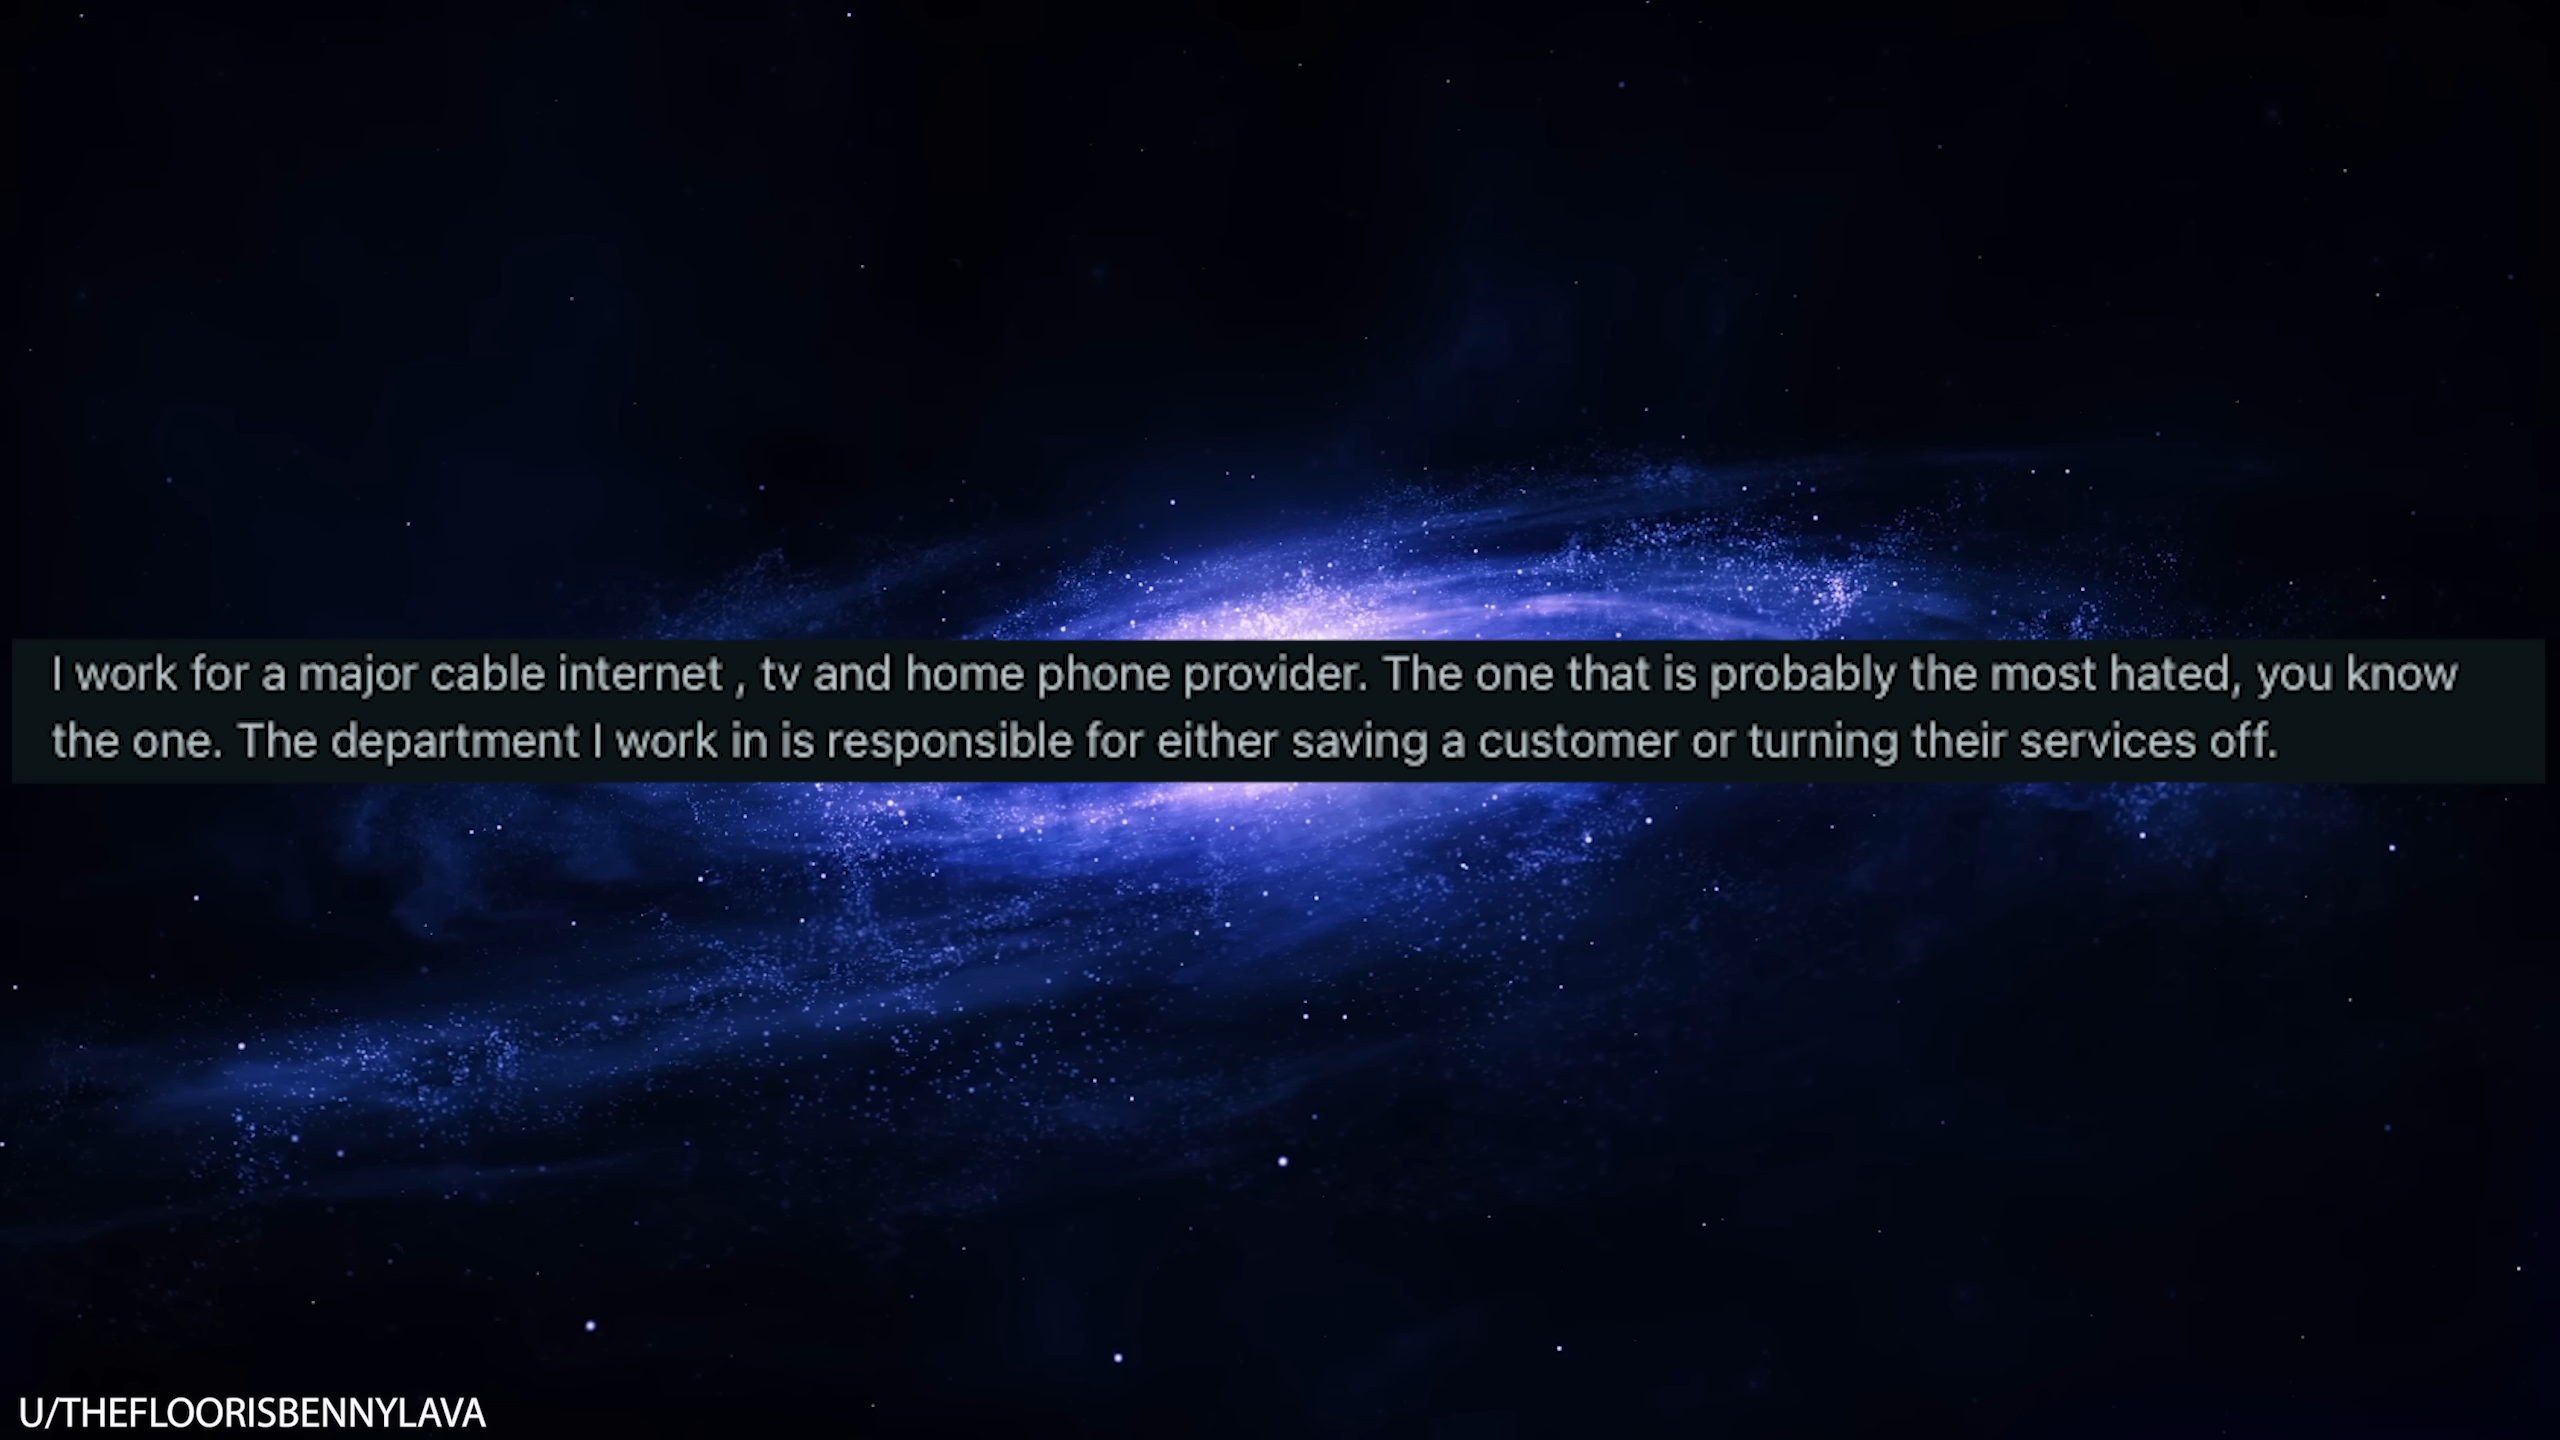 I work for a major cable internet , tv and home phone provider. The one that is probably the most hated, you know
the one. The department I work in is responsible for either saving a customer or turning their services off.
U/THEFLOORISBENNYLAVA